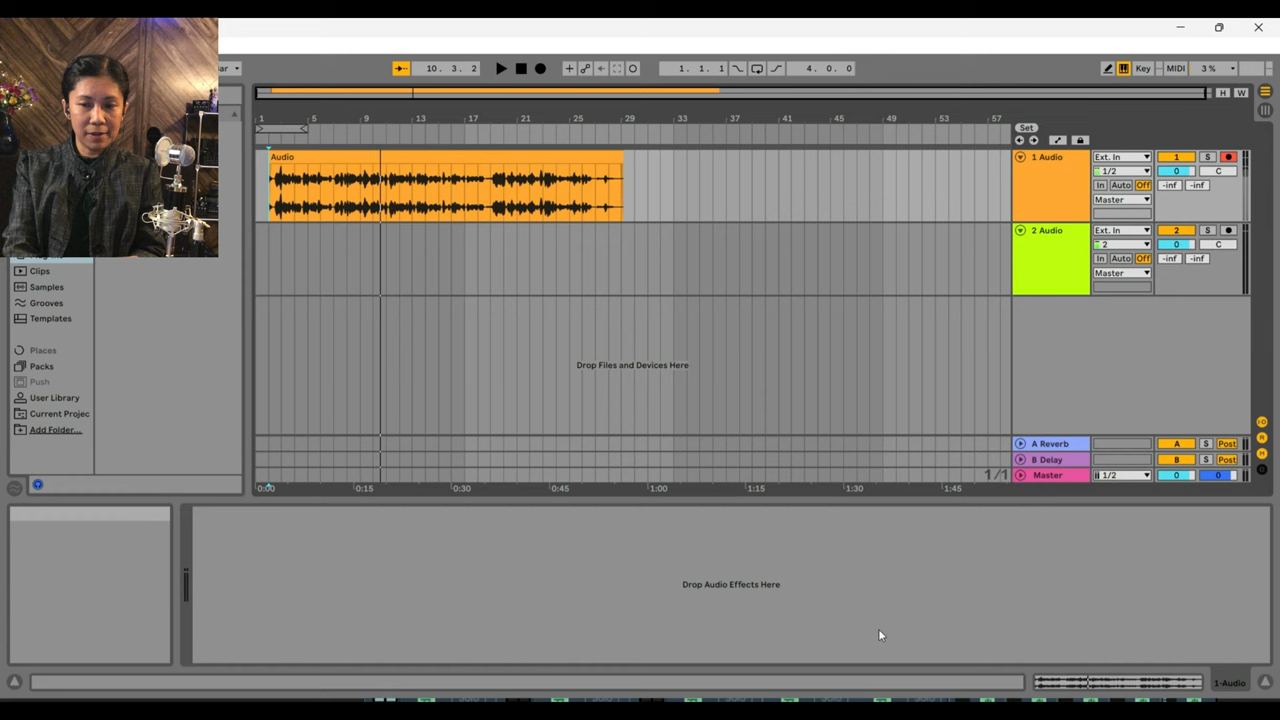 ar
10. 3. 2
1. 1. 1
4. 0. 0
Key
MIDI
3 %
H W
1 5 9 13 17 21 25 29 33 37 41 45 49 53 57
Set
Audio
1 Audio
Ext. In
1
S
1/2
0
C
In Auto Off
-inf -inf
Master
2 Audio
Ext. In
2
S
2
0
C
In Auto Off
-inf -inf
Master
Clips
Samples
Grooves
Templates
Places
Packs
Push
User Library
Current Projec
Add Folder...
Drop Files and Devices Here
A Reverb
A
S
Post
B Delay
B
S
Post
1/1
Master
1/2
0
0
0:00 0:15 0:30 0:45 1:00 1:15 1:30 1:45
Drop Audio Effects Here
1-Audio